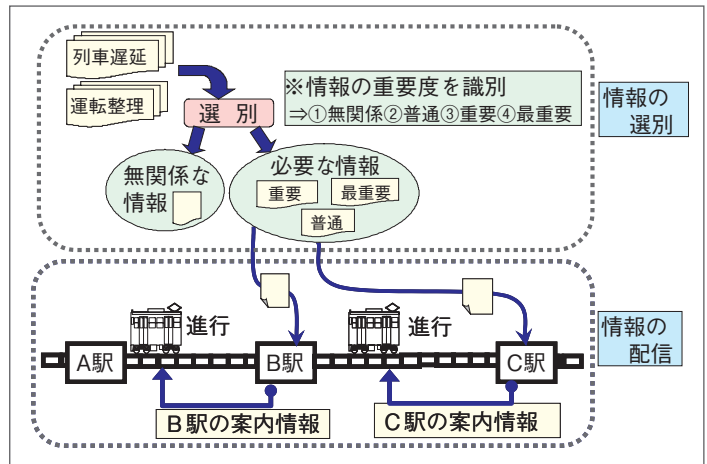 列車遅延
運転整理
選別
※情報の重要度を識別
⇒①無関係②普通③重要④最重要
情報の
選別
無関係な
情報
必要な情報
重要
最重要
普通
進行
進行
A駅
B駅
C駅
情報の
配信
B駅の案内情報
C駅の案内情報